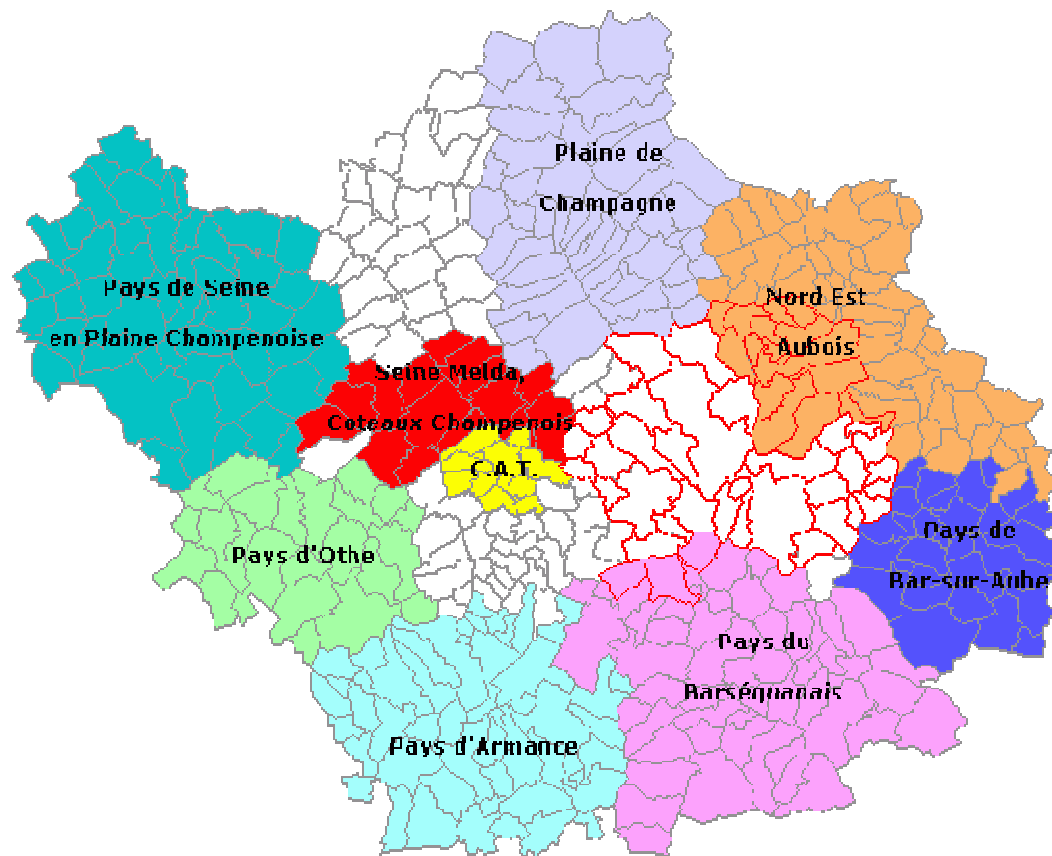 Plaine de
Champagne
Pays de Seine
en Plaine Champenoise
Nord Est
Aubois
Seine Melda,
Coteaux Champenois
C.A.T.
Pays d'Othe
Pays de
Bar-sur-Aube
Pays du
Barséquanais
Pays d'Armance